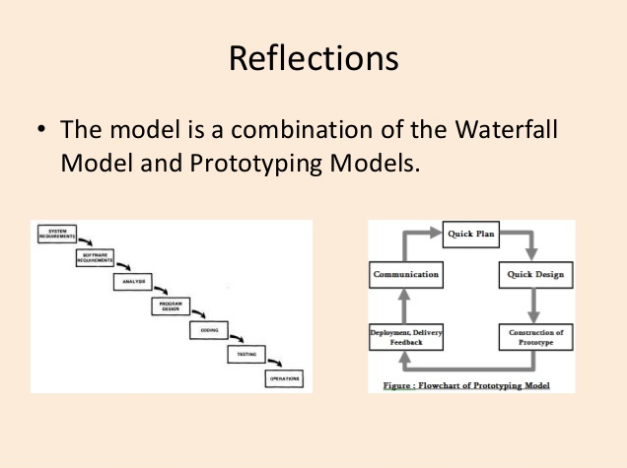 Reflections
• The model is a combination of the Waterfall
Model and Prototyping Models.
SYSTEM
REQUIREMENTS
SOFTWARE
REQUIREMENTS
ANALYSIS
PROGRAM
DESIGN
CODING
TESTING
OPERATIONS
Quick Plan
Communication
Quick Design
Deployment, Delivery
Feedback
Construction of
Prototype
Figure : Flowchart of Prototyping Model